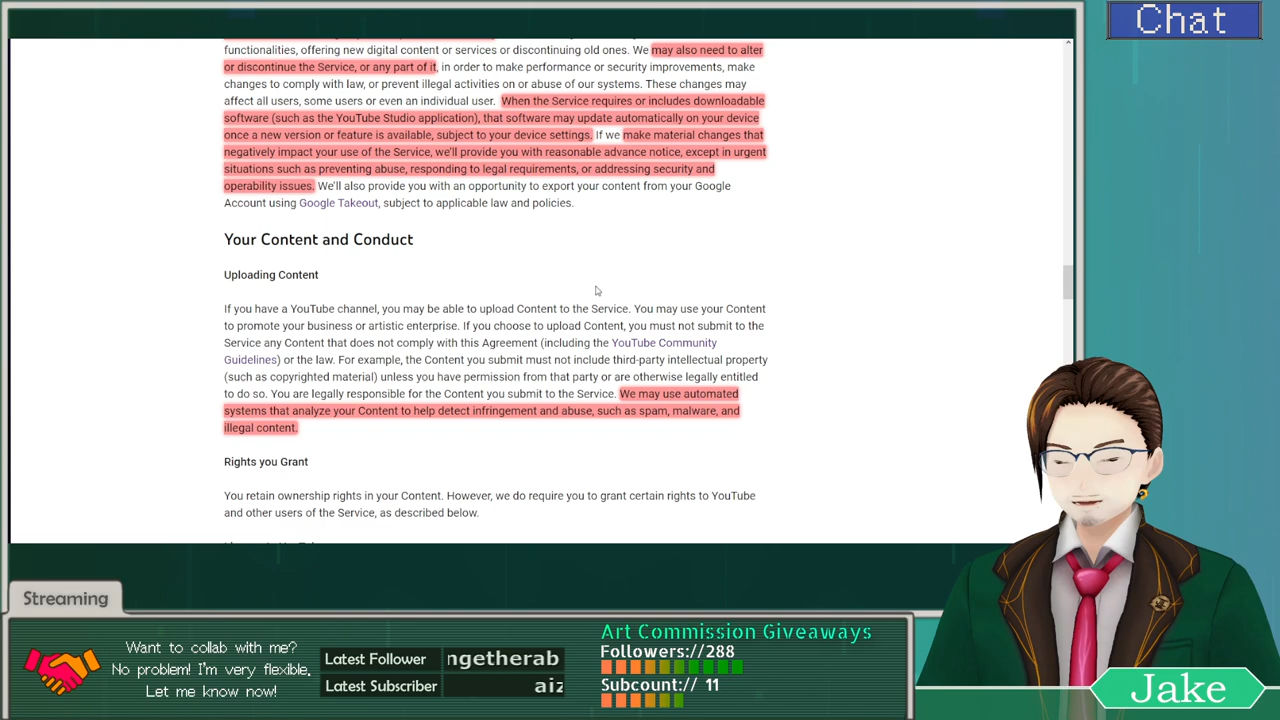 Chat
functionalities, offering new digital content or services or discontinuing old ones. We may also need to alter
or discontinue the Service, or any part of it, in order to make performance or security improvements, make
changes to comply with law, or prevent illegal activities on or abuse of our systems. These changes may
affect all users, some users or even an individual user. When the Service requires or includes downloadable
software (such as the YouTube Studio application), that software may update automatically on your device
once a new version or feature is available, subject to your device settings. If we make material changes that
negatively impact your use of the Service, we'll provide you with reasonable advance notice, except in urgent
situations such as preventing abuse, responding to legal requirements, or addressing security and
operability issues. We'll also provide you with an opportunity to export your content from your Google
Account using Google Takeout, subject to applicable law and policies.
Your Content and Conduct
Uploading Content
If you have a YouTube channel, you may be able to upload Content to the Service. You may use your Content
to promote your business or artistic enterprise. If you choose to upload Content, you must not submit to the
Service any Content that does not comply with this Agreement (including the YouTube Community
Guidelines) or the law. For example, the Content you submit must not include third-party intellectual property
(such as copyrighted material) unless you have permission from that party or are otherwise legally entitled
to do so. You are legally responsible for the Content you submit to the Service. We may use automated
systems that analyze your Content to help detect infringement and abuse, such as spam, malware, and
illegal content.
Rights you Grant
You retain ownership rights in your Content. However, we do require you to grant certain rights to YouTube
and other users of the Service, as described below.
Streaming
Want to collab with me?
No problem! I'm very flexible.
Let me know now!
Latest Follower
ngetherab
Latest Subscriber
aiz
Art Commission Giveaways
Followers://288
Subcount:// 11
Jake